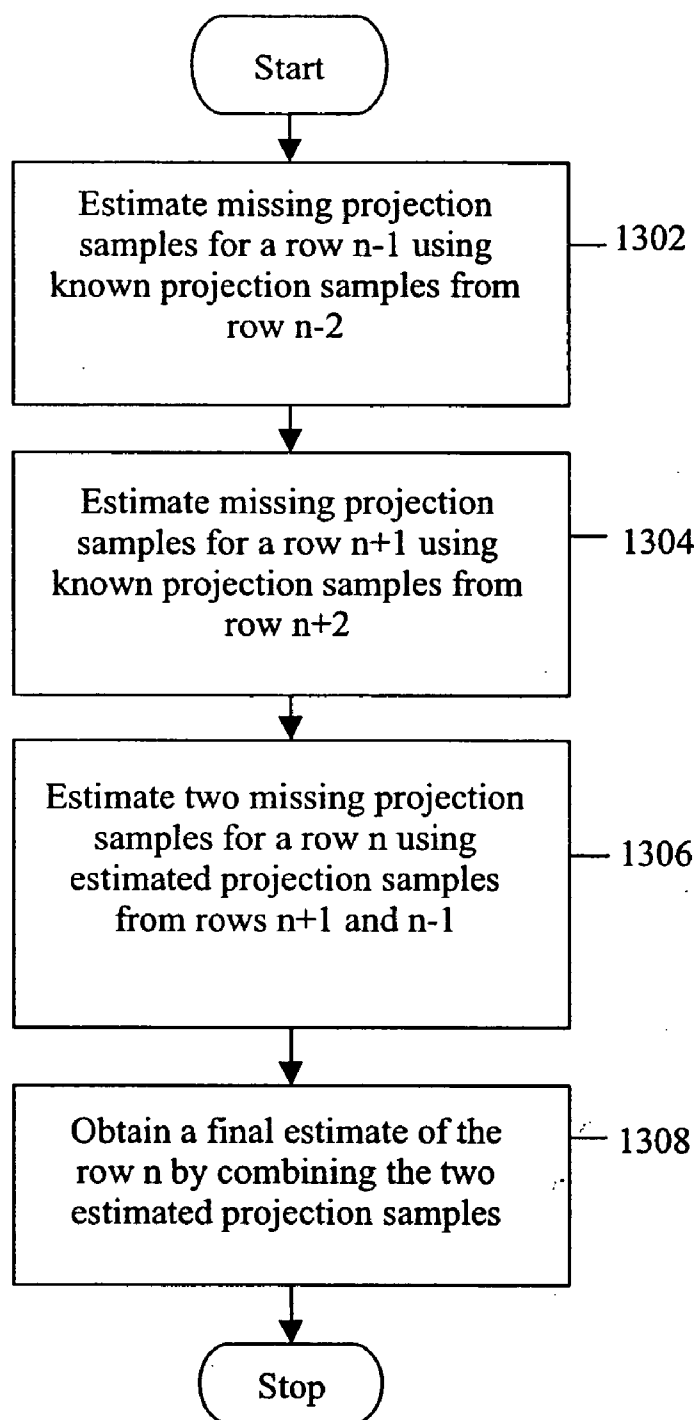 Start
Estimate missing projection
samples for a row n-1 using
known projection samples from
row n-2
1302
Estimate missing projection
samples for a row n+1 using
known projection samples from
row n+2
1304
Estimate two missing projection
samples for a row n using
estimated projection samples
from rows n+1 and n-1
1306
Obtain a final estimate of the
row n by combining the two
estimated projection samples
1308
Stop